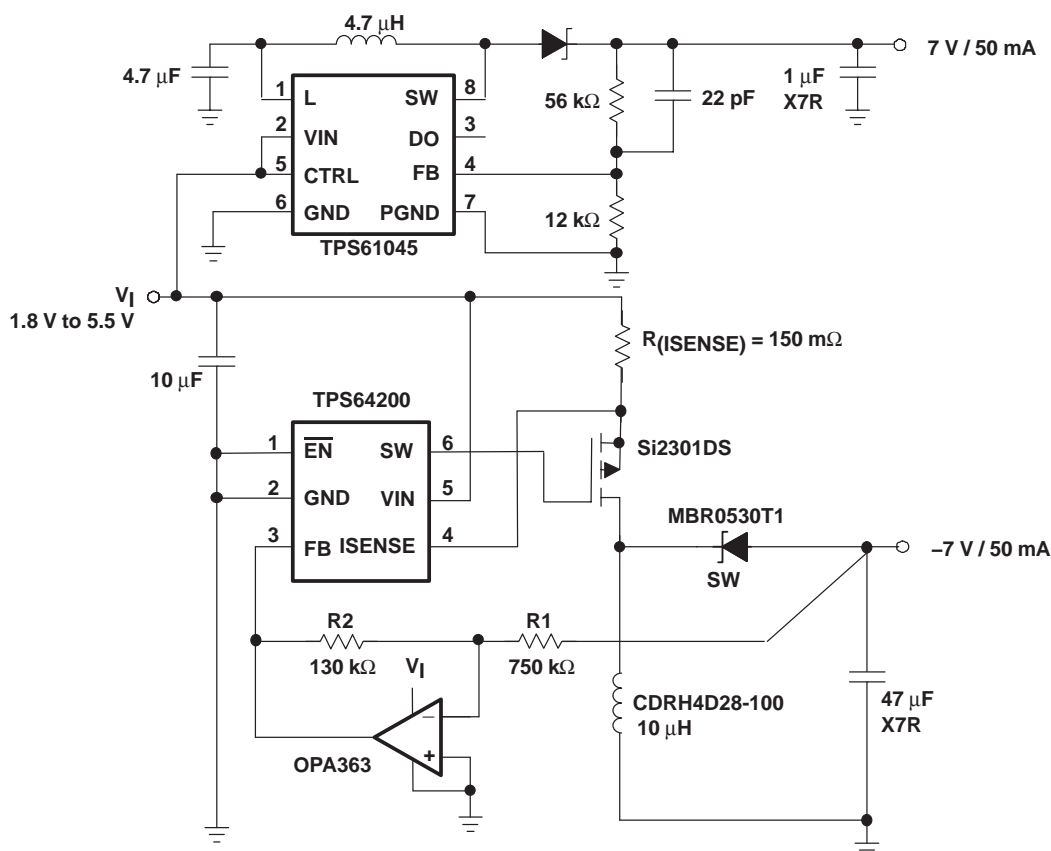 4.7 μH
7 V / 50 mA
4.7 μF
1 L
SW 8
1 μF
X7R
56 kΩ
22 pF
2 VIN
DO 3
5 CTRL
FB 4
6 GND
PGND 7
12 kΩ
TPS61045
VI
1.8 V to 5.5 V
R(ISENSE) = 150 mΩ
10 μF
TPS64200
1 EN
SW 6
Si2301DS
2 GND
VIN 5
MBR0530T1
3 FB
ISENSE 4
–7 V / 50 mA
SW
R2
R1
130 kΩ
750 kΩ
VI
CDRH4D28-100
10 μH
47 μF
X7R
–
+
OPA363